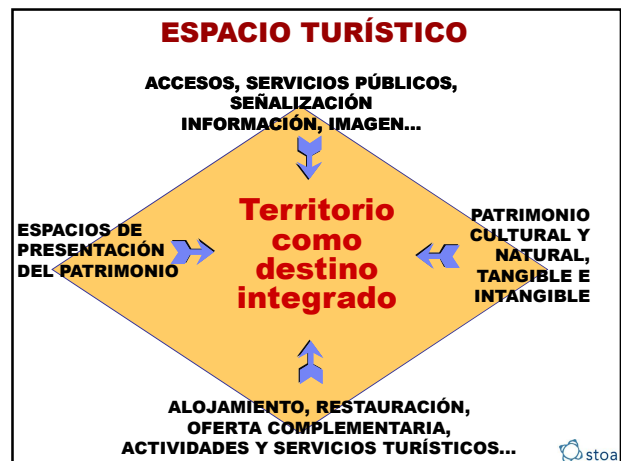 ESPACIO TURÍSTICO
ACCESOS, SERVICIOS PÚBLICOS,
SEÑALIZACIÓN
INFORMACIÓN, IMAGEN...
ESPACIOS DE
PRESENTACIÓN
DEL PATRIMONIO
Territorio
como
destino
integrado
PATRIMONIO
CULTURAL Y
NATURAL,
TANGIBLE E
INTANGIBLE
ALOJAMIENTO, RESTAURACIÓN,
OFERTA COMPLEMENTARIA,
ACTIVIDADES Y SERVICIOS TURÍSTICOS...
stoa